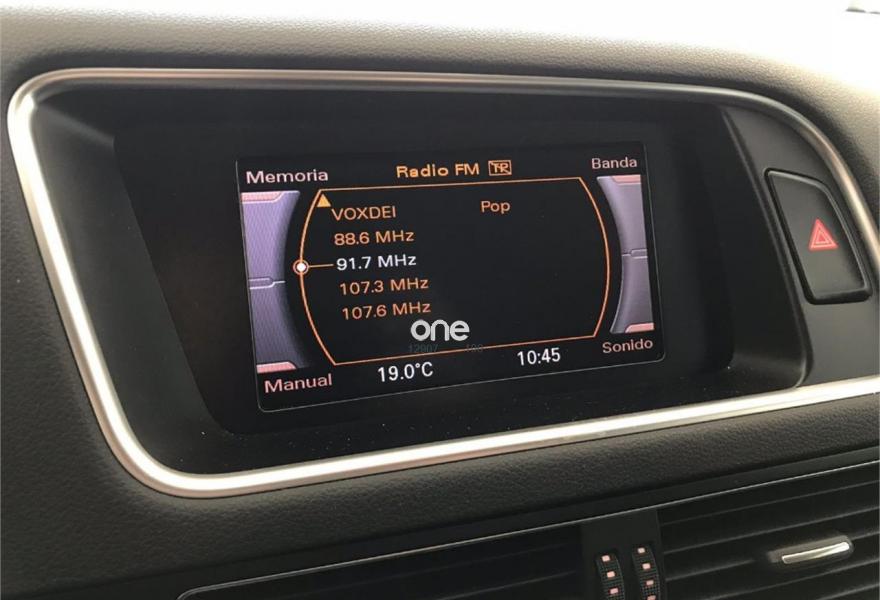 Memoria
Radio FM TP
Banda
VOXDEI
Pop
88.6 MHz
91.7 MHz
107.3 MHz
107.6 MHz
one
Manual
19.0°C
10:45
Sonido